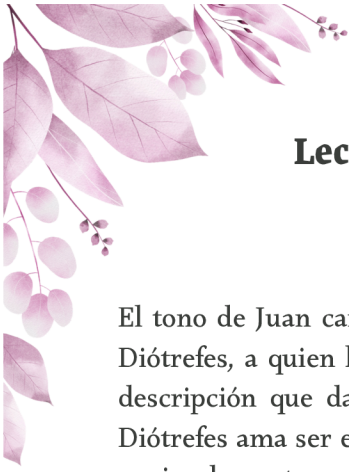 Lec
El tono de Juan ca
Diótrefes, a quien
descripción que da
Diótrefes ama ser